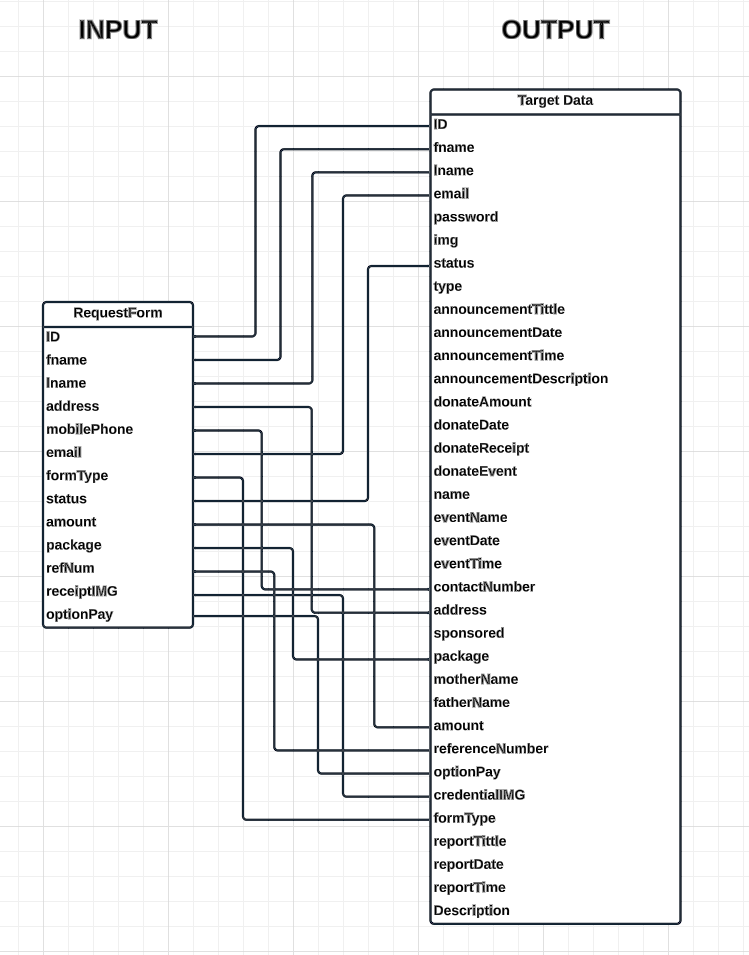 INPUT
OUTPUT
RequestForm
ID
fname
lname
address
mobilePhone
email
formType
status
amount
package
refNum
receiptIMG
optionPay
Target Data
ID
fname
lname
email
password
img
status
type
announcementTittle
announcementDate
announcementTime
announcementDescription
donateAmount
donateDate
donateReceipt
donateEvent
name
eventName
eventDate
eventTime
contactNumber
address
sponsored
package
motherName
fatherName
amount
referenceNumber
optionPay
credentialIMG
formType
reportTittle
reportDate
reportTime
Description